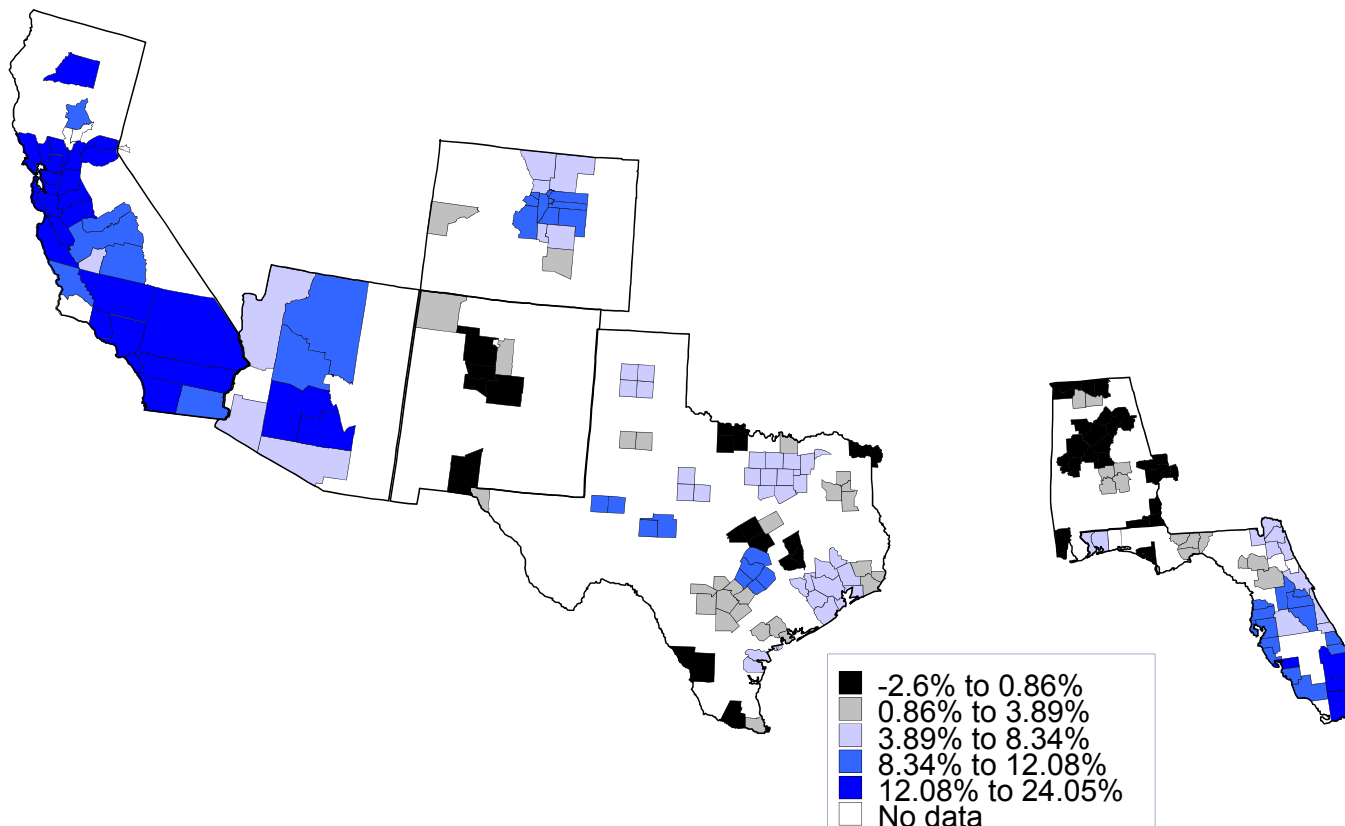 -2.6% to 0.86%
0.86% to 3.89%
3.89% to 8.34%
8.34% to 12.08%
12.08% to 24.05%
No data